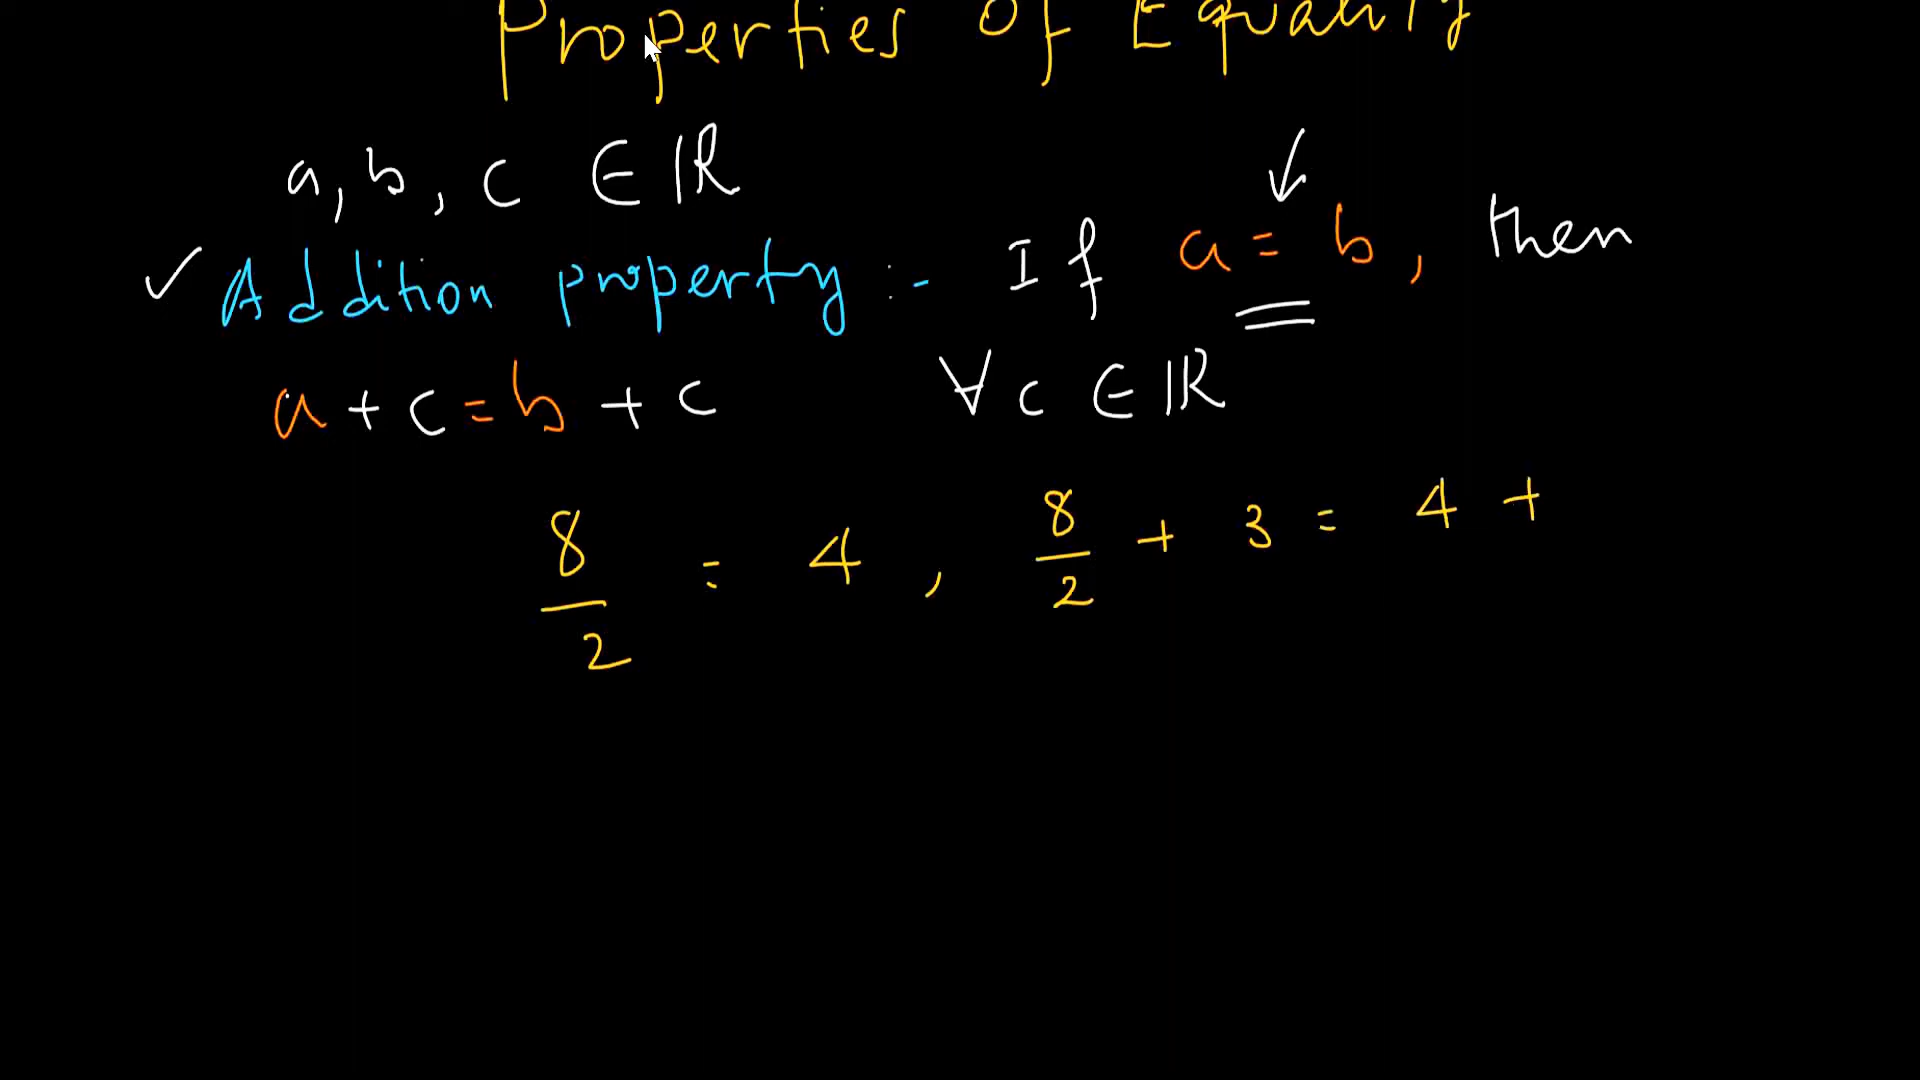 Properties of Equality
a, b, c ∈ ℝ
✓ Addition property :- If a = b, then
a + c = b + c ∀ c ∈ ℝ
8/2 = 4 , 8/2 + 3 = 4 +